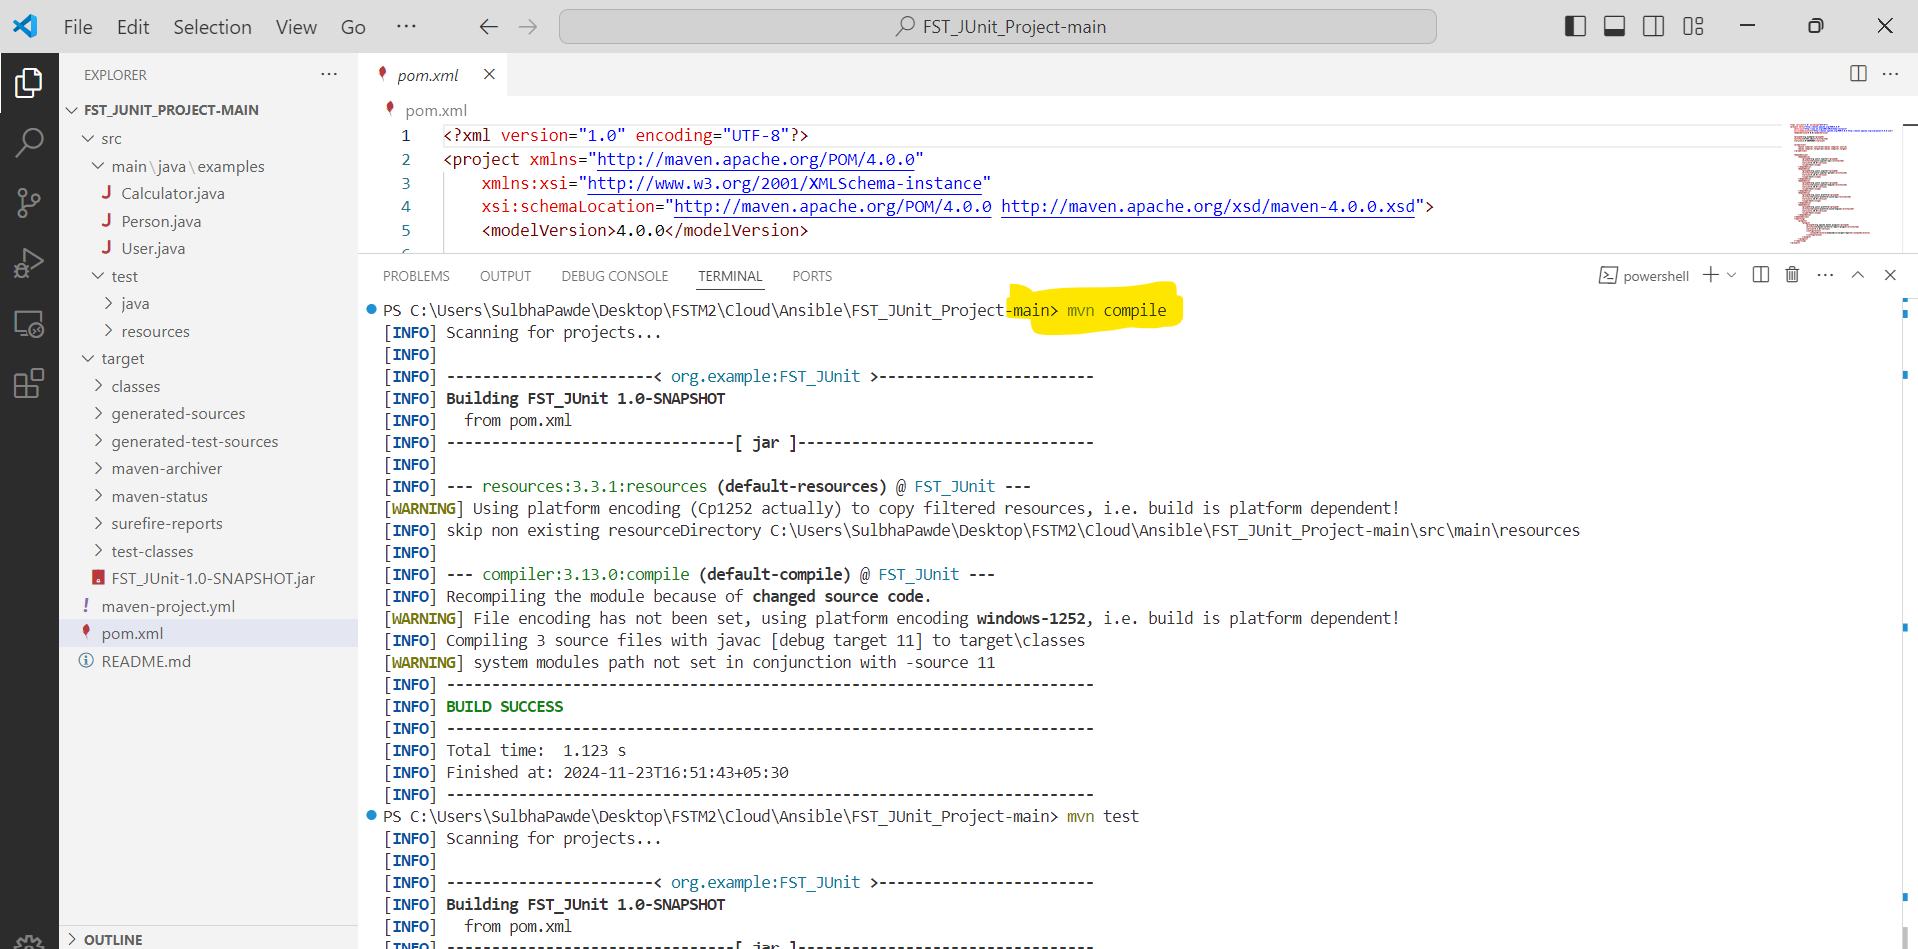 File Edit Selection View Go ··· FST_JUnit_Project-main
EXPLORER ···
FST_JUNIT_PROJECT-MAIN
src
main\java\examples
J Calculator.java
J Person.java
J User.java
test
java
resources
target
classes
generated-sources
generated-test-sources
maven-archiver
maven-status
surefire-reports
test-classes
FST_JUnit-1.0-SNAPSHOT.jar
! maven-project.yml
pom.xml
README.md
OUTLINE
pom.xml
pom.xml
1 <?xml version="1.0" encoding="UTF-8"?>
2 <project xmlns="http://maven.apache.org/POM/4.0.0"
3 xmlns:xsi="http://www.w3.org/2001/XMLSchema-instance"
4 xsi:schemaLocation="http://maven.apache.org/POM/4.0.0 http://maven.apache.org/xsd/maven-4.0.0.xsd">
5 <modelVersion>4.0.0</modelVersion>
PROBLEMS OUTPUT DEBUG CONSOLE TERMINAL PORTS powershell
PS C:\Users\SulbhaPawde\Desktop\FSTM2\Cloud\Ansible\FST_JUnit_Project-main> mvn compile
[INFO] Scanning for projects...
[INFO]
[INFO] -----------------------< org.example:FST_JUnit >------------------------
[INFO] Building FST_JUnit 1.0-SNAPSHOT
[INFO]   from pom.xml
[INFO] --------------------------------[ jar ]---------------------------------
[INFO]
[INFO] --- resources:3.3.1:resources (default-resources) @ FST_JUnit ---
[WARNING] Using platform encoding (Cp1252 actually) to copy filtered resources, i.e. build is platform dependent!
[INFO] skip non existing resourceDirectory C:\Users\SulbhaPawde\Desktop\FSTM2\Cloud\Ansible\FST_JUnit_Project-main\src\main\resources
[INFO]
[INFO] --- compiler:3.13.0:compile (default-compile) @ FST_JUnit ---
[INFO] Recompiling the module because of changed source code.
[WARNING] File encoding has not been set, using platform encoding windows-1252, i.e. build is platform dependent!
[INFO] Compiling 3 source files with javac [debug target 11] to target\classes
[WARNING] system modules path not set in conjunction with -source 11
[INFO] ------------------------------------------------------------------------
[INFO] BUILD SUCCESS
[INFO] ------------------------------------------------------------------------
[INFO] Total time:  1.123 s
[INFO] Finished at: 2024-11-23T16:51:43+05:30
[INFO] ------------------------------------------------------------------------
PS C:\Users\SulbhaPawde\Desktop\FSTM2\Cloud\Ansible\FST_JUnit_Project-main> mvn test
[INFO] Scanning for projects...
[INFO]
[INFO] -----------------------< org.example:FST_JUnit >------------------------
[INFO] Building FST_JUnit 1.0-SNAPSHOT
[INFO]   from pom.xml
[INFO] --------------------------------[ jar ]---------------------------------